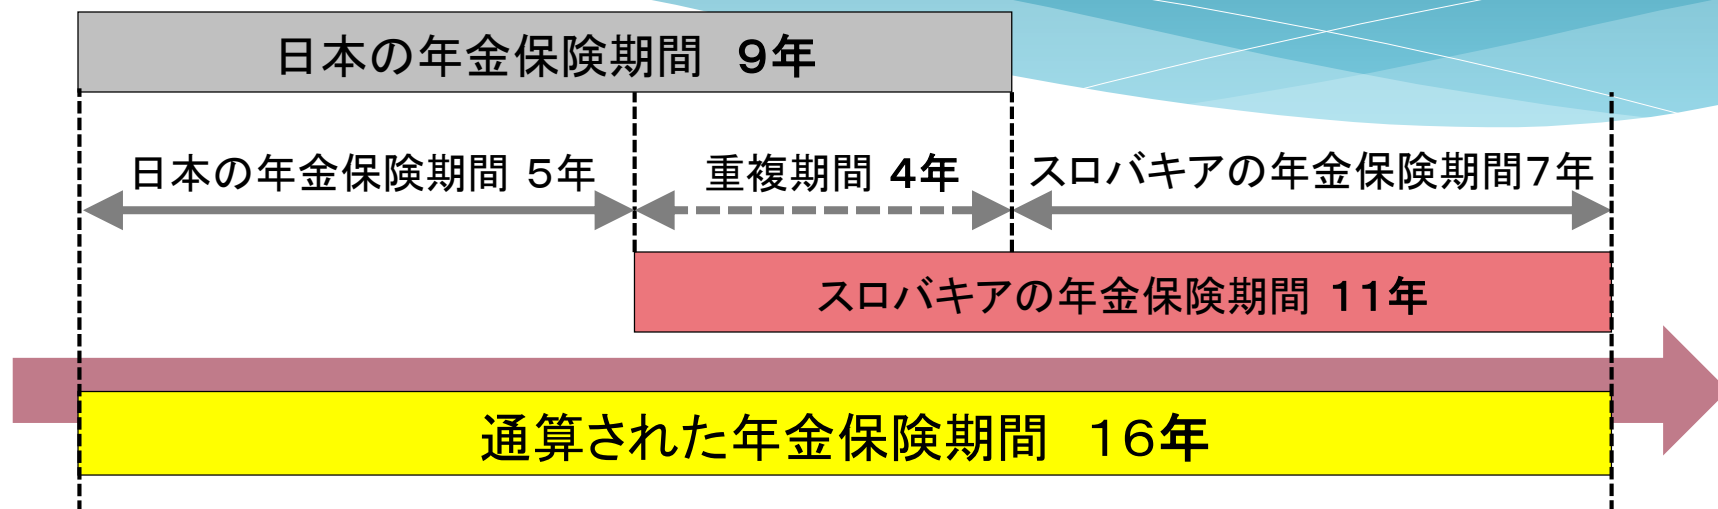 日本の年金保険期間　９年
日本の年金保険期間 ５年
重複期間 ４年
スロバキアの年金保険期間７年
スロバキアの年金保険期間 １１年
通算された年金保険期間　１６年